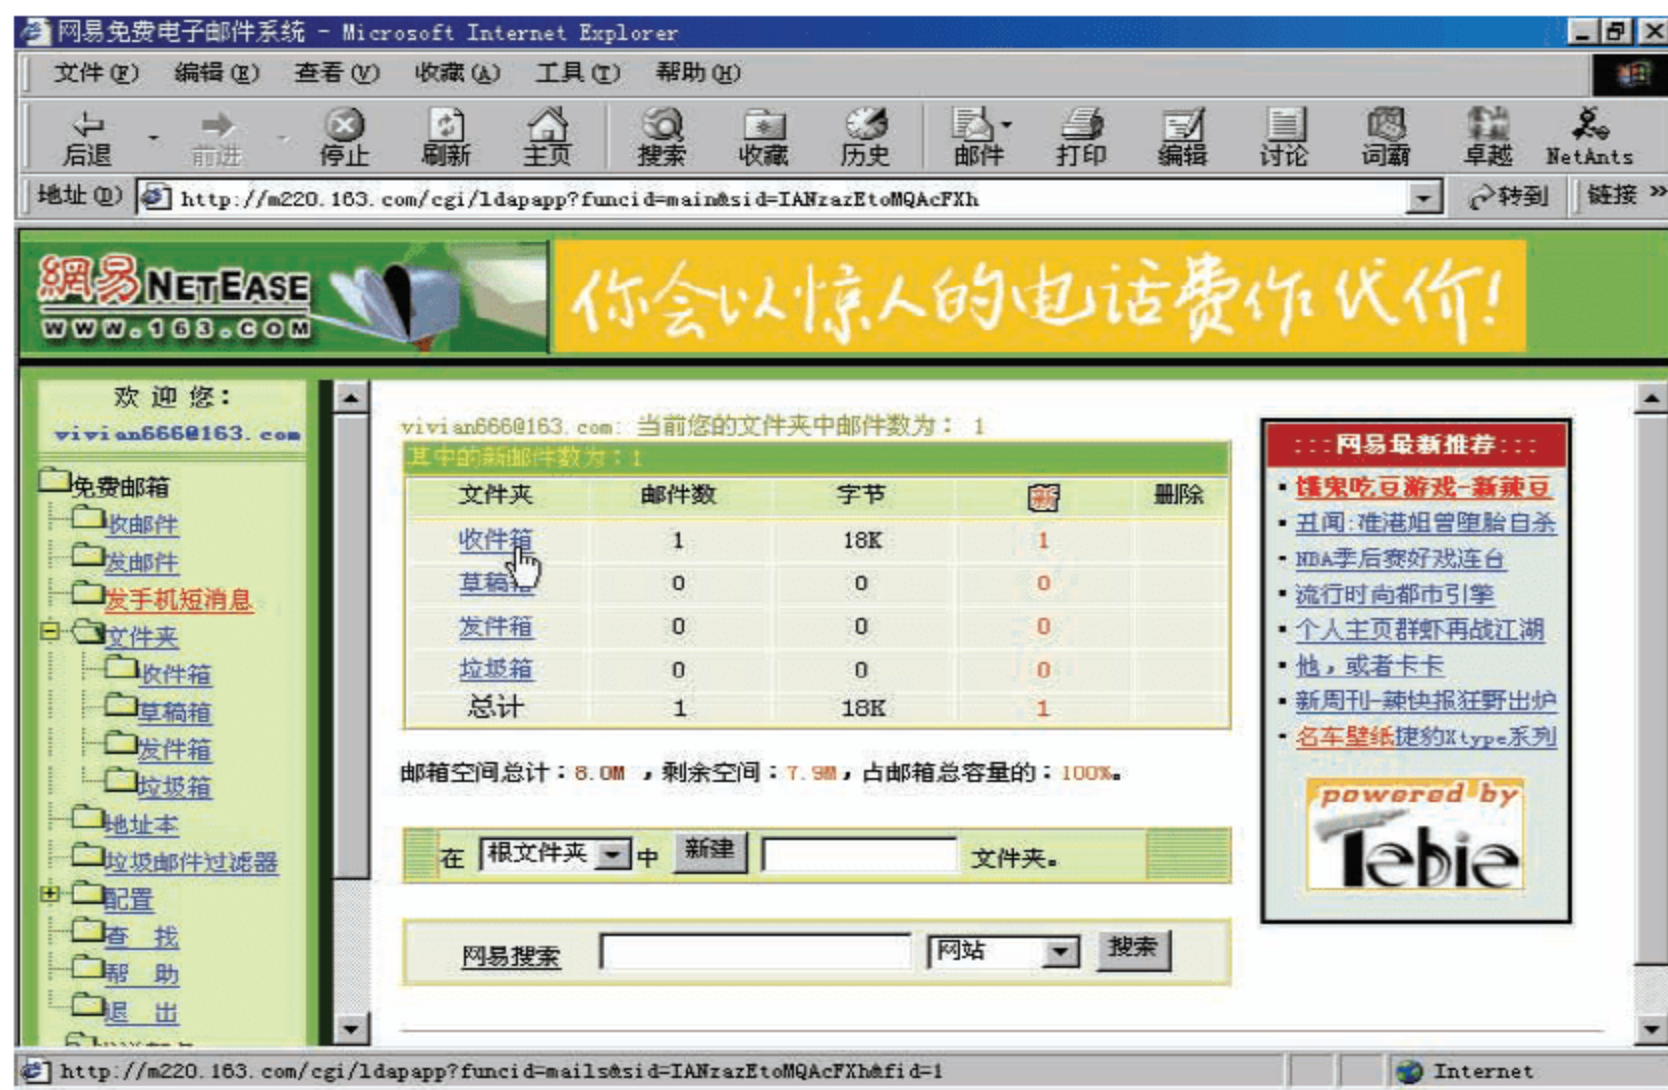 网易免费电子邮件系统 - Microsoft Internet Explorer
文件(F) 编辑(E) 查看(V) 收藏(A) 工具(T) 帮助(H)
后退 前进 停止 刷新 主页 搜索 收藏 历史 邮件 打印 编辑 讨论 词霸 卓越 NetAnts
地址(D) http://m220.163.com/cgi/ldapapp?funcid=main&sid=IANzazEtoMQAcFXh 转到 链接 »
網易 NETEASE
WWW.163.COM
你会以惊人的电话费作代价!
欢 迎 您:
vivian666@163.com
免费邮箱
收邮件
发邮件
发手机短消息
文件夹
收件箱
草稿箱
发件箱
垃圾箱
地址本
垃圾邮件过滤器
配置
查 找
帮 助
退 出
vivian666@163.com: 当前您的文件夹中邮件数为: 1
其中的新邮件数为:1
文件夹 邮件数 字节 新 删除
收件箱 1 18K 1
草稿箱 0 0 0
发件箱 0 0 0
垃圾箱 0 0 0
总计 1 18K 1
邮箱空间总计:8.0M ,剩余空间:7.9M,占邮箱总容量的:100%。
在 根文件夹 中 新建 文件夹。
网易搜索 网站 搜索
:::网易最新推荐:::
馋鬼吃豆游戏-新辣豆
丑闻:准港姐曾堕胎自杀
NBA季后赛好戏连台
流行时尚都市引擎
个人主页群虾再战江湖
他,或者卡卡
新周刊-辣快报狂野出炉
名车壁纸捷豹Xtype系列
powered by
Tebie
http://m220.163.com/cgi/ldapapp?funcid=mails&sid=IANzazEtoMQAcFXh&fid=1 Internet